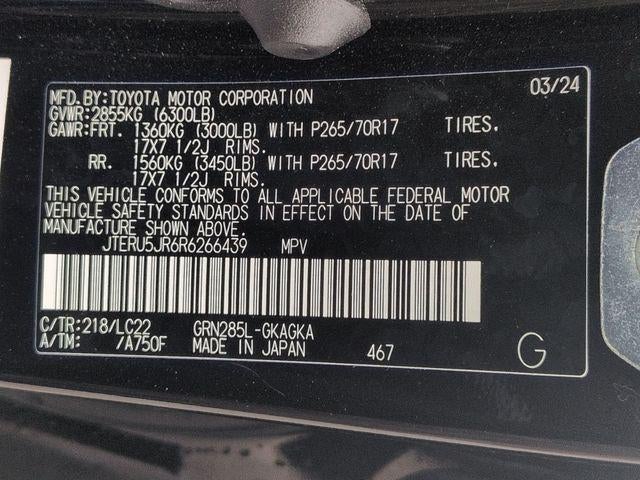 03/24
MFD.BY:TOYOTA MOTOR CORPORATION
GVWR:2855KG (6300LB)
GAWR:FRT. 1360KG (3000LB) WITH P265/70R17 TIRES.
17X7 1/2J RIMS.
RR. 1560KG (3450LB) WITH P265/70R17 TIRES.
17X7 1/2J RIMS.
THIS VEHICLE CONFORMS TO ALL APPLICABLE FEDERAL MOTOR
VEHICLE SAFETY STANDARDS IN EFFECT ON THE DATE OF
MANUFACTURE SHOWN ABOVE.
JTERU5JR6R6266439 MPV
C/TR:218/LC22 GRN285L-GKAGKA
A/TM: /A750F MADE IN JAPAN 467 G